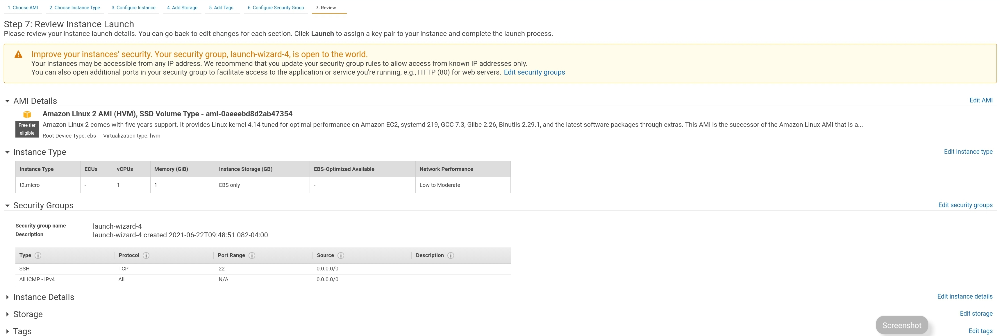 1. Choose AMI 2. Choose Instance Type 3. Configure Instance 4. Add Storage 5. Add Tags 6. Configure Security Group 7. Review
Step 7: Review Instance Launch
Please review your instance launch details. You can go back to edit changes for each section. Click Launch to assign a key pair to your instance and complete the launch process.
Improve your instances' security. Your security group, launch-wizard-4, is open to the world.
Your instances may be accessible from any IP address. We recommend that you update your security group rules to allow access from known IP addresses only.
You can also open additional ports in your security group to facilitate access to the application or service you're running, e.g., HTTP (80) for web servers. Edit security groups
AMI Details Edit AMI
Amazon Linux 2 AMI (HVM), SSD Volume Type - ami-0aeeebd8d2ab47354
Free tier eligible
Amazon Linux 2 comes with five years support. It provides Linux kernel 4.14 tuned for optimal performance on Amazon EC2, systemd 219, GCC 7.3, Glibc 2.26, Binutils 2.29.1, and the latest software packages through extras. This AMI is the successor of the Amazon Linux AMI that is a...
Root Device Type: ebs Virtualization type: hvm
Instance Type Edit instance type
Instance Type ECUs vCPUs Memory (GiB) Instance Storage (GB) EBS-Optimized Available Network Performance
t2.micro - 1 1 EBS only - Low to Moderate
Security Groups Edit security groups
Security group name launch-wizard-4
Description launch-wizard-4 created 2021-06-22T09:48:51.082-04:00
Type Protocol Port Range Source Description
SSH TCP 22 0.0.0.0/0
All ICMP - IPv4 All N/A 0.0.0.0/0
Instance Details Edit instance details
Storage Edit storage
Screenshot
Tags Edit tags